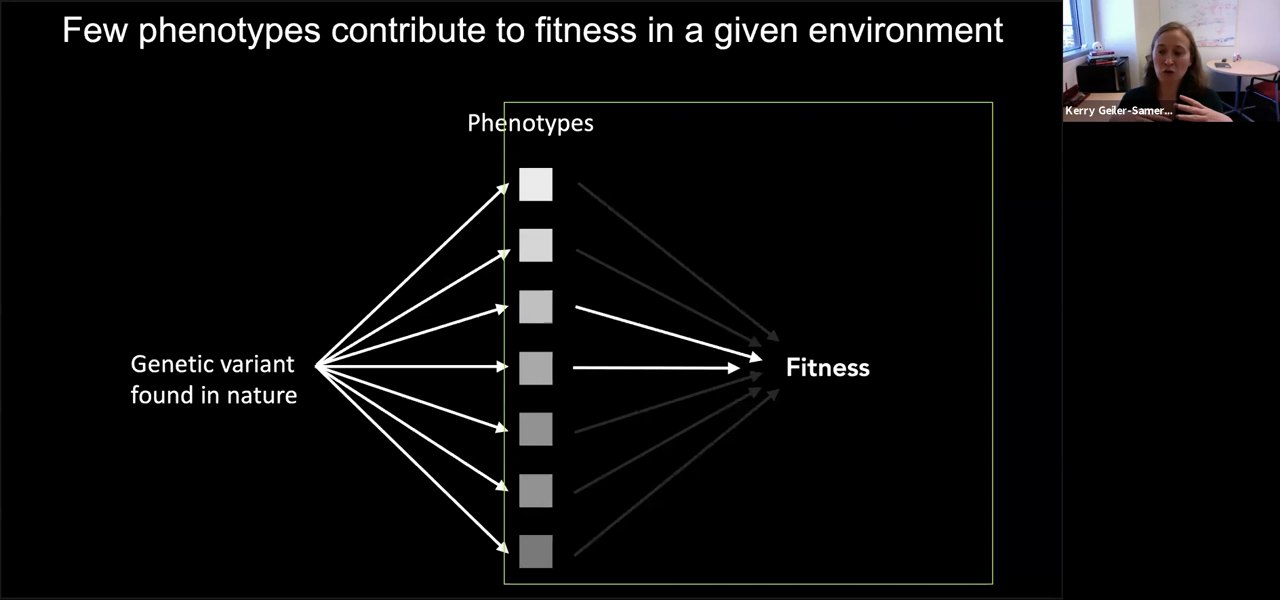 Few phenotypes contribute to fitness in a given environment
Kerry Geiler-Samer...
Phenotypes
Genetic variant
found in nature
Fitness